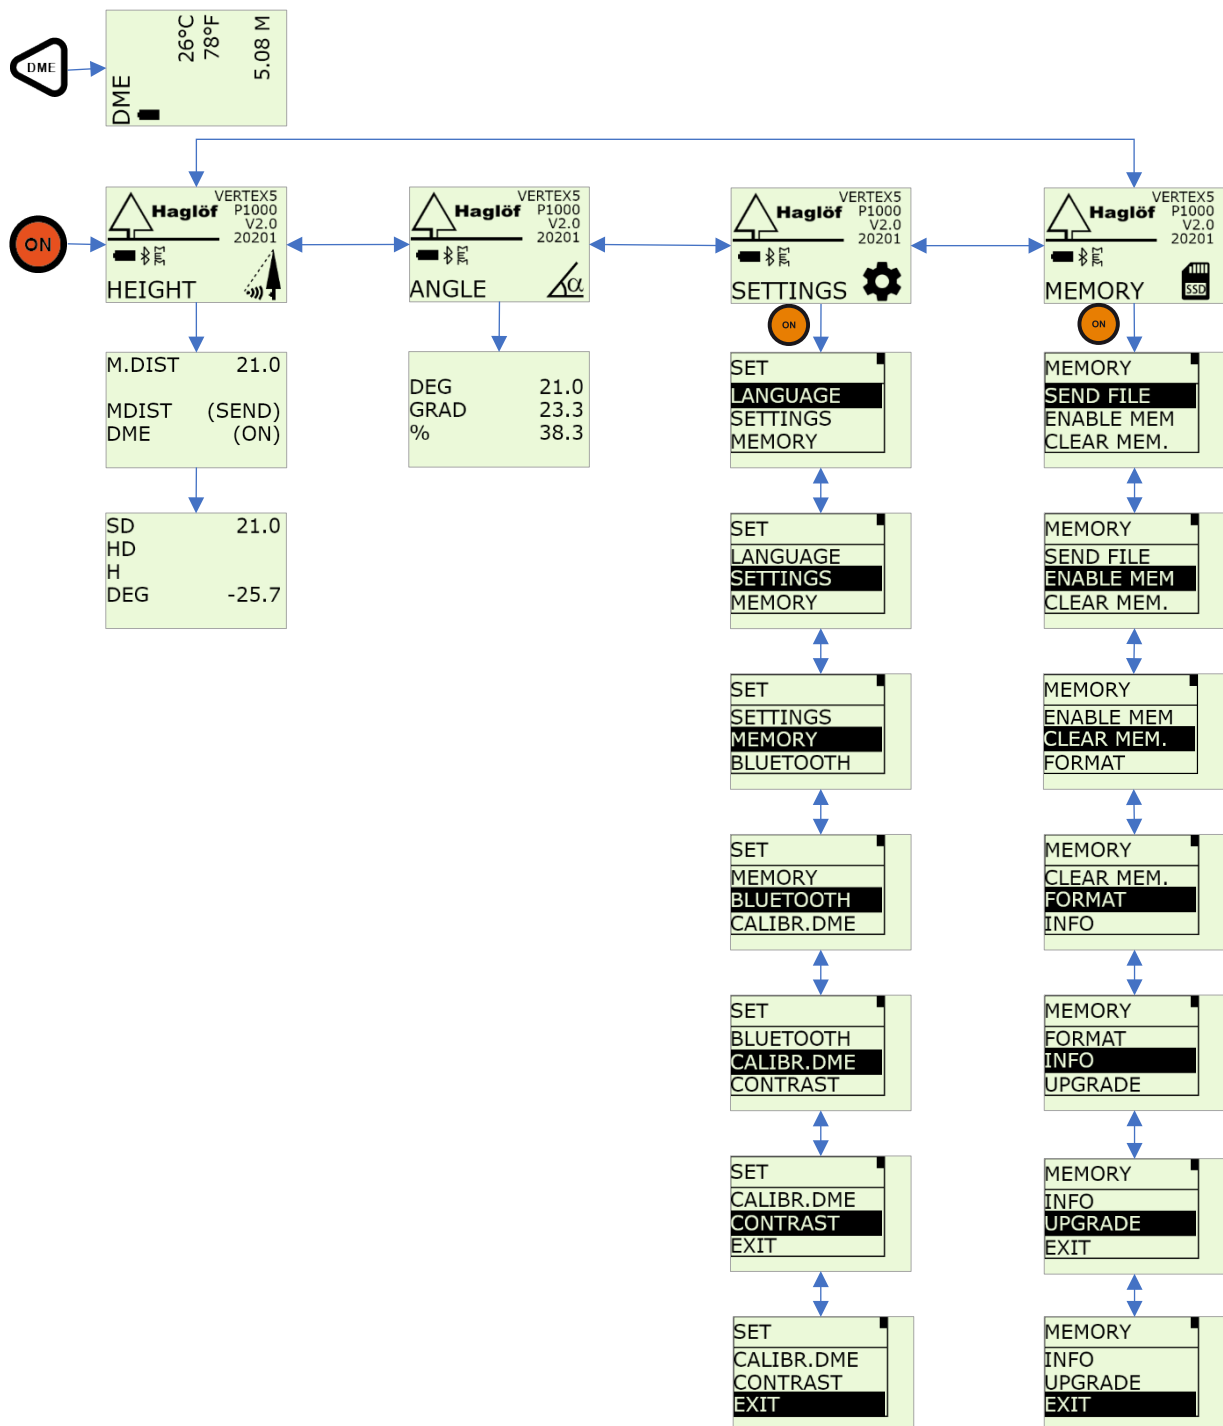 DME
DME
26°C
78°F
5.08 M
ON
Haglöf
VERTEX5
P1000
V2.0
20201
HEIGHT
Haglöf
VERTEX5
P1000
V2.0
20201
ANGLE
α
Haglöf
VERTEX5
P1000
V2.0
20201
SETTINGS
Haglöf
VERTEX5
P1000
V2.0
20201
MEMORY
SSD
ON
ON
M.DIST 21.0
MDIST (SEND)
DME (ON)
SD 21.0
HD
H
DEG -25.7
DEG 21.0
GRAD 23.3
% 38.3
SET
LANGUAGE
SETTINGS
MEMORY
SET
LANGUAGE
SETTINGS
MEMORY
SET
SETTINGS
MEMORY
BLUETOOTH
SET
MEMORY
BLUETOOTH
CALIBR.DME
SET
BLUETOOTH
CALIBR.DME
CONTRAST
SET
CALIBR.DME
CONTRAST
EXIT
SET
CALIBR.DME
CONTRAST
EXIT
MEMORY
SEND FILE
ENABLE MEM
CLEAR MEM.
MEMORY
SEND FILE
ENABLE MEM
CLEAR MEM.
MEMORY
ENABLE MEM
CLEAR MEM.
FORMAT
MEMORY
CLEAR MEM.
FORMAT
INFO
MEMORY
FORMAT
INFO
UPGRADE
MEMORY
INFO
UPGRADE
EXIT
MEMORY
INFO
UPGRADE
EXIT